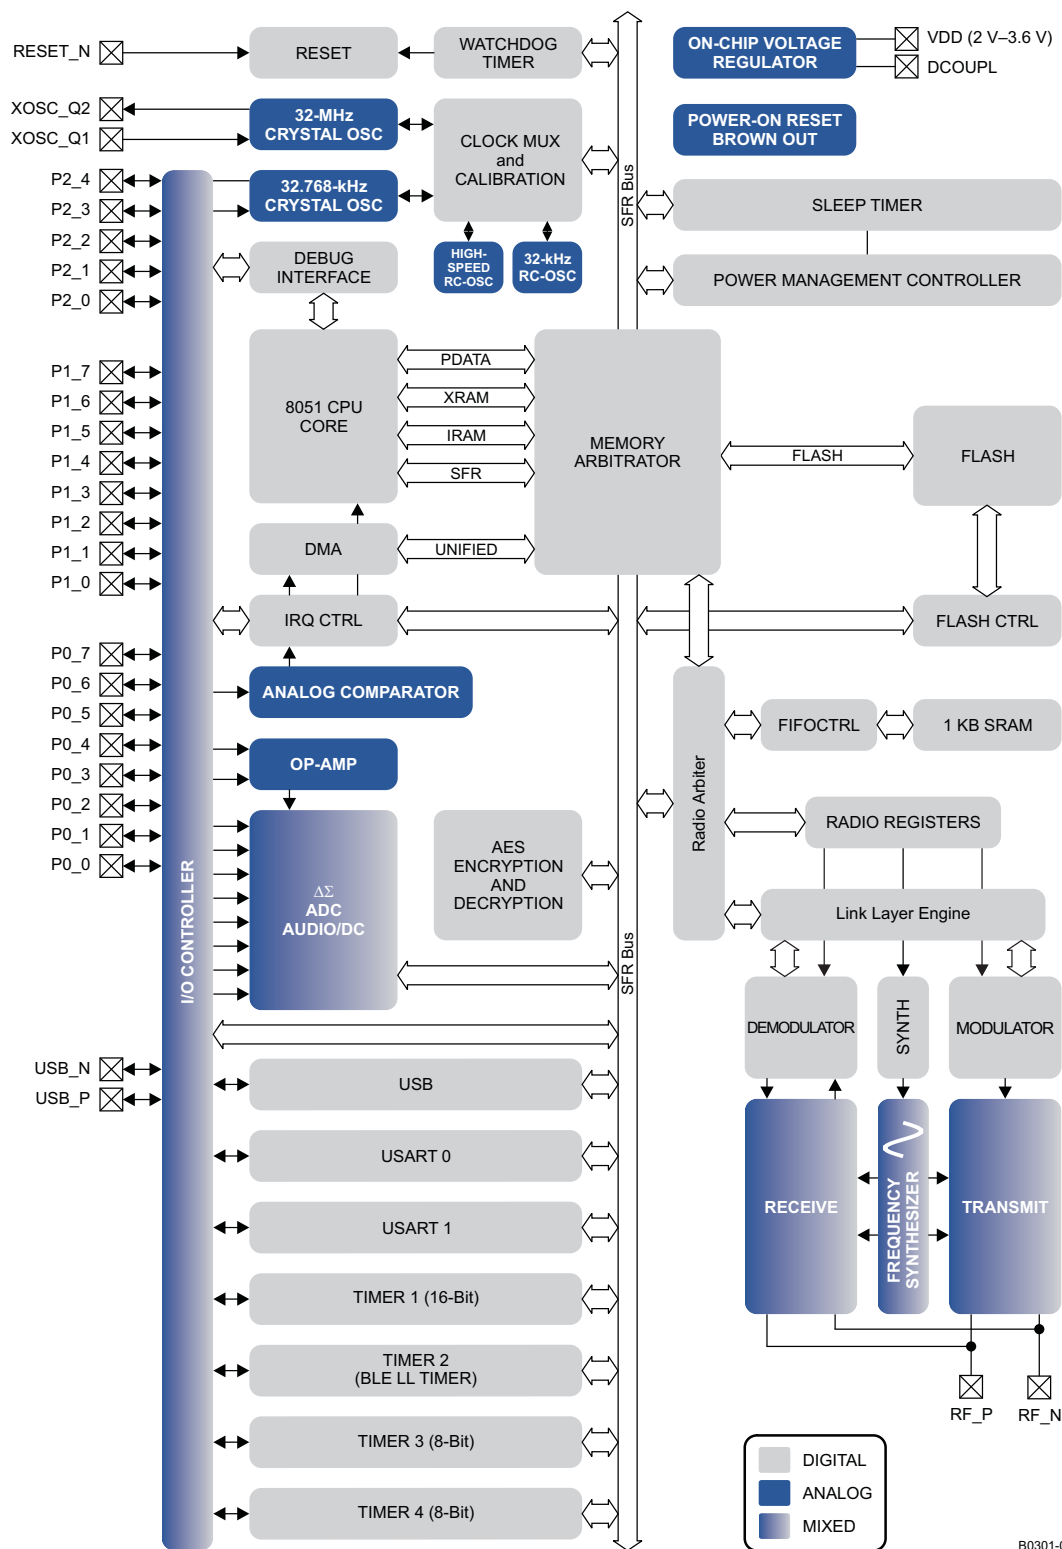 RESET_N
RESET
WATCHDOG
TIMER
ON-CHIP VOLTAGE
REGULATOR
VDD (2 V–3.6 V)
DCOUPL
XOSC_Q2
XOSC_Q1
32-MHz
CRYSTAL OSC
CLOCK MUX
and
CALIBRATION
POWER-ON RESET
BROWN OUT
SFR Bus
P2_4
P2_3
P2_2
P2_1
P2_0
32.768-kHz
CRYSTAL OSC
SLEEP TIMER
DEBUG
INTERFACE
HIGH-
SPEED
RC-OSC
32-kHz
RC-OSC
POWER MANAGEMENT CONTROLLER
P1_7
P1_6
P1_5
P1_4
P1_3
P1_2
P1_1
P1_0
8051 CPU
CORE
PDATA
XRAM
IRAM
SFR
MEMORY
ARBITRATOR
FLASH
FLASH
DMA
UNIFIED
IRQ CTRL
FLASH CTRL
P0_7
P0_6
P0_5
P0_4
P0_3
P0_2
P0_1
P0_0
ANALOG COMPARATOR
OP-AMP
Radio Arbiter
FIFOCTRL
1 KB SRAM
I/O CONTROLLER
ΔΣ
ADC
AUDIO/DC
AES
ENCRYPTION
AND
DECRYPTION
RADIO REGISTERS
Link Layer Engine
SFR Bus
DEMODULATOR
SYNTH
MODULATOR
USB_N
USB_P
USB
USART 0
USART 1
TIMER 1 (16-Bit)
TIMER 2
(BLE LL TIMER)
TIMER 3 (8-Bit)
TIMER 4 (8-Bit)
RECEIVE
FREQUENCY
SYNTHESIZER
TRANSMIT
RF_P
RF_N
DIGITAL
ANALOG
MIXED